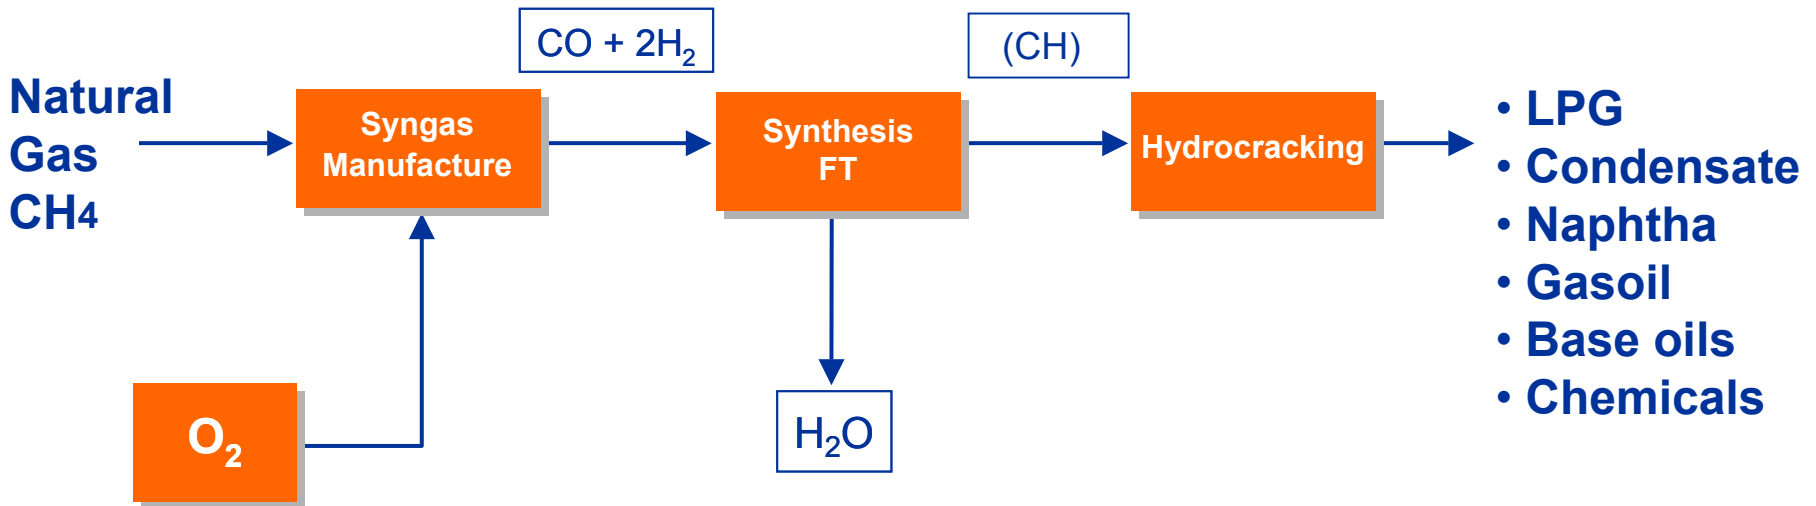 Natural
Gas
CH4
Syngas
Manufacture
O₂
CO + 2H₂
Synthesis
FT
H₂O
(CH)
Hydrocracking
• LPG
• Condensate
• Naphtha
• Gasoil
• Base oils
• Chemicals